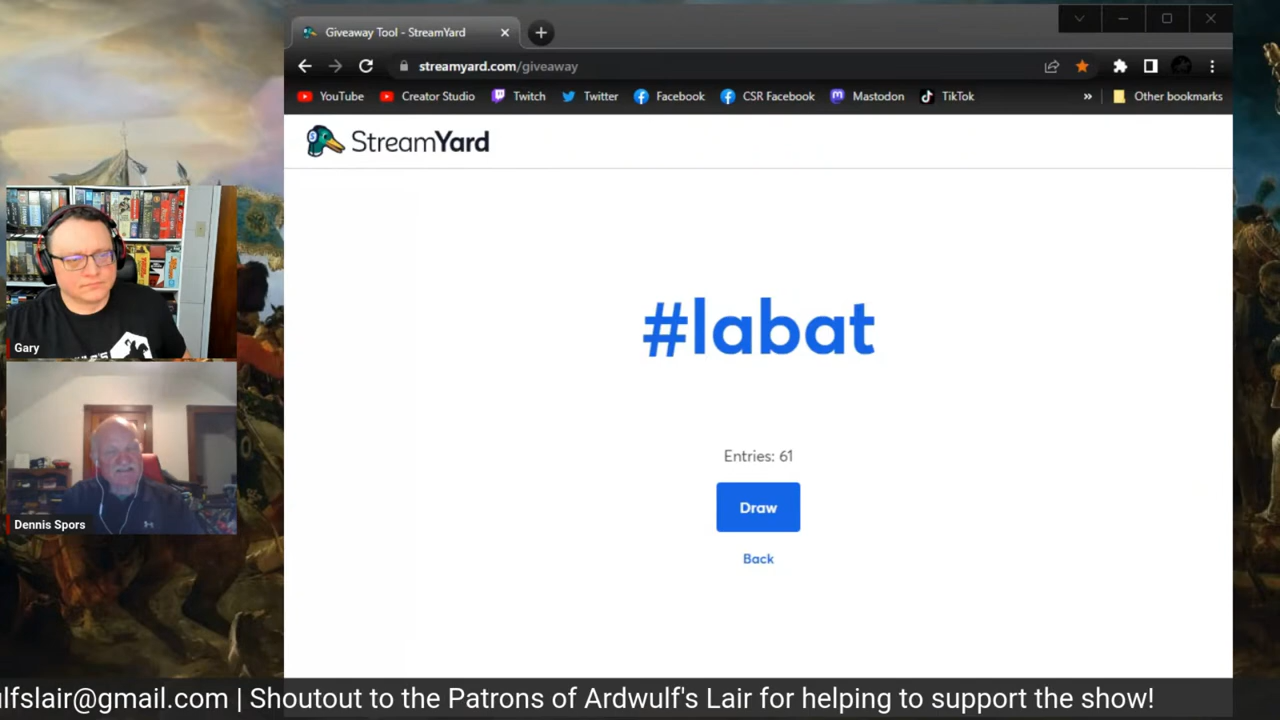 Giveaway Tool - StreamYard
streamyard.com/giveaway
YouTube Creator Studio Twitch Twitter Facebook CSR Facebook Mastodon TikTok » Other bookmarks
StreamYard
#labat
Entries: 61
Draw
Back
Gary
Dennis Spors
ulfslair@gmail.com | Shoutout to the Patrons of Ardwulf's Lair for helping to support the show!